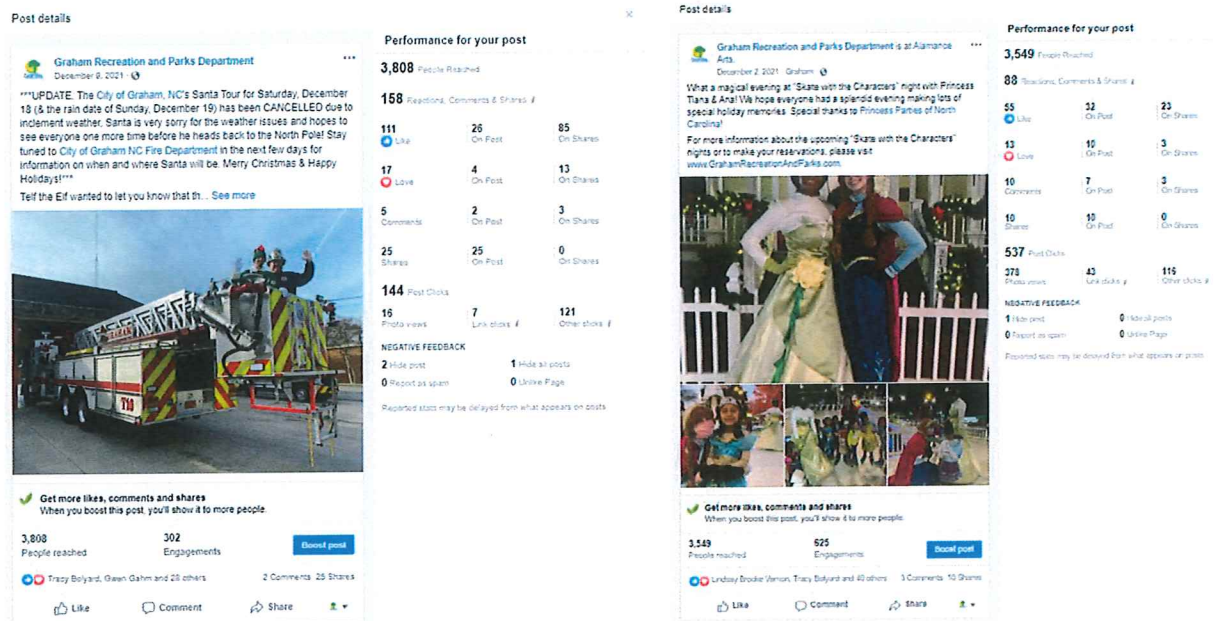 Post details
Graham Recreation and Parks Department
December 9, 2021
***UPDATE. The City of Graham, NC's Santa Tour for Saturday, December
18 (& the rain date of Sunday, December 19) has been CANCELLED due to
inclement weather. Santa is very sorry for the weather issues and hopes to
see everyone one more time before he heads back to the North Pole! Stay
tuned to City of Graham NC Fire Department in the next few days for
information on when and where Santa will be. Merry Christmas & Happy
Holidays!***
Telf the Elf wanted to let you know that th... See more
GRAHAM
T10
Get more likes, comments and shares
When you boost this post, you'll show it to more people.
3,808 302
People reached Engagements
Boost post
Tracy Bolyard, Gwen Gahm and 28 others
2 Comments 25 Shares
Like Comment Share
Performance for your post
3,808 People Reached
158 Reactions, Comments & Shares
111 26 85
Like On Post On Shares
17 4 13
Love On Post On Shares
5 2 3
Comments On Post On Shares
25 25 0
Shares On Post On Shares
144 Post Clicks
16 7 121
Photo views Link clicks Other clicks
NEGATIVE FEEDBACK
2 Hide post 1 Hide all posts
0 Report as spam 0 Unlike Page
Reported stats may be delayed from what appears on posts
Post details
Graham Recreation and Parks Department is at Alamance
Arts.
December 2, 2021 · Graham
What a magical evening at "Skate with the Characters" night with Princess
Tiana & Ana! We hope everyone had a splendid evening making lots of
special holiday memories. Special thanks to Princess Parties of North
Carolina!
For more information about the upcoming "Skate with the Characters"
nights or to make your reservations, please visit
www.GrahamRecreationAndParks.com.
Get more likes, comments and shares
When you boost this post, you'll show it to more people.
3,549 625
People reached Engagements
Boost post
Lindsay Brooke Vernon, Tracy Bolyard and 40 others
3 Comments 10 Shares
Like Comment Share
Performance for your post
3,549 People Reached
88 Reactions, Comments & Shares
55 32 23
Like On Post On Shares
13 10 3
Love On Post On Shares
10 7 3
Comments On Post On Shares
10 10 0
Shares On Post On Shares
537 Post Clicks
378 43 116
Photo views Link clicks Other clicks
NEGATIVE FEEDBACK
1 Hide post 0 Hide all posts
0 Report as spam 0 Unlike Page
Reported stats may be delayed from what appears on posts